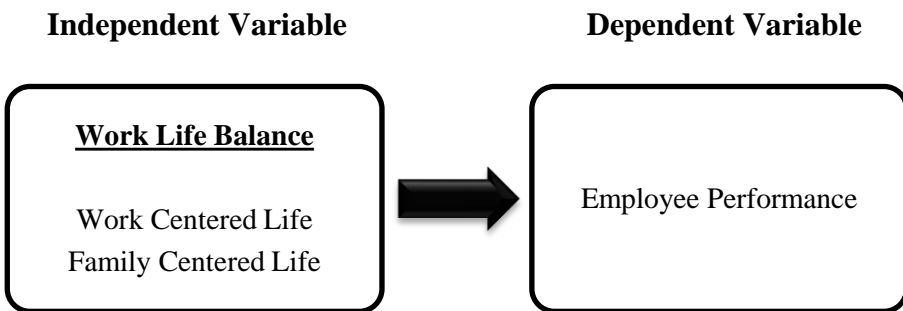 Independent Variable
Dependent Variable
Work Life Balance
Work Centered Life
Family Centered Life
Employee Performance